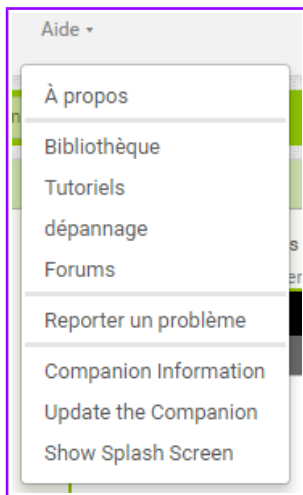 Aide
À propos
Bibliothèque
Tutoriels
dépannage
Forums
Reporter un problème
Companion Information
Update the Companion
Show Splash Screen